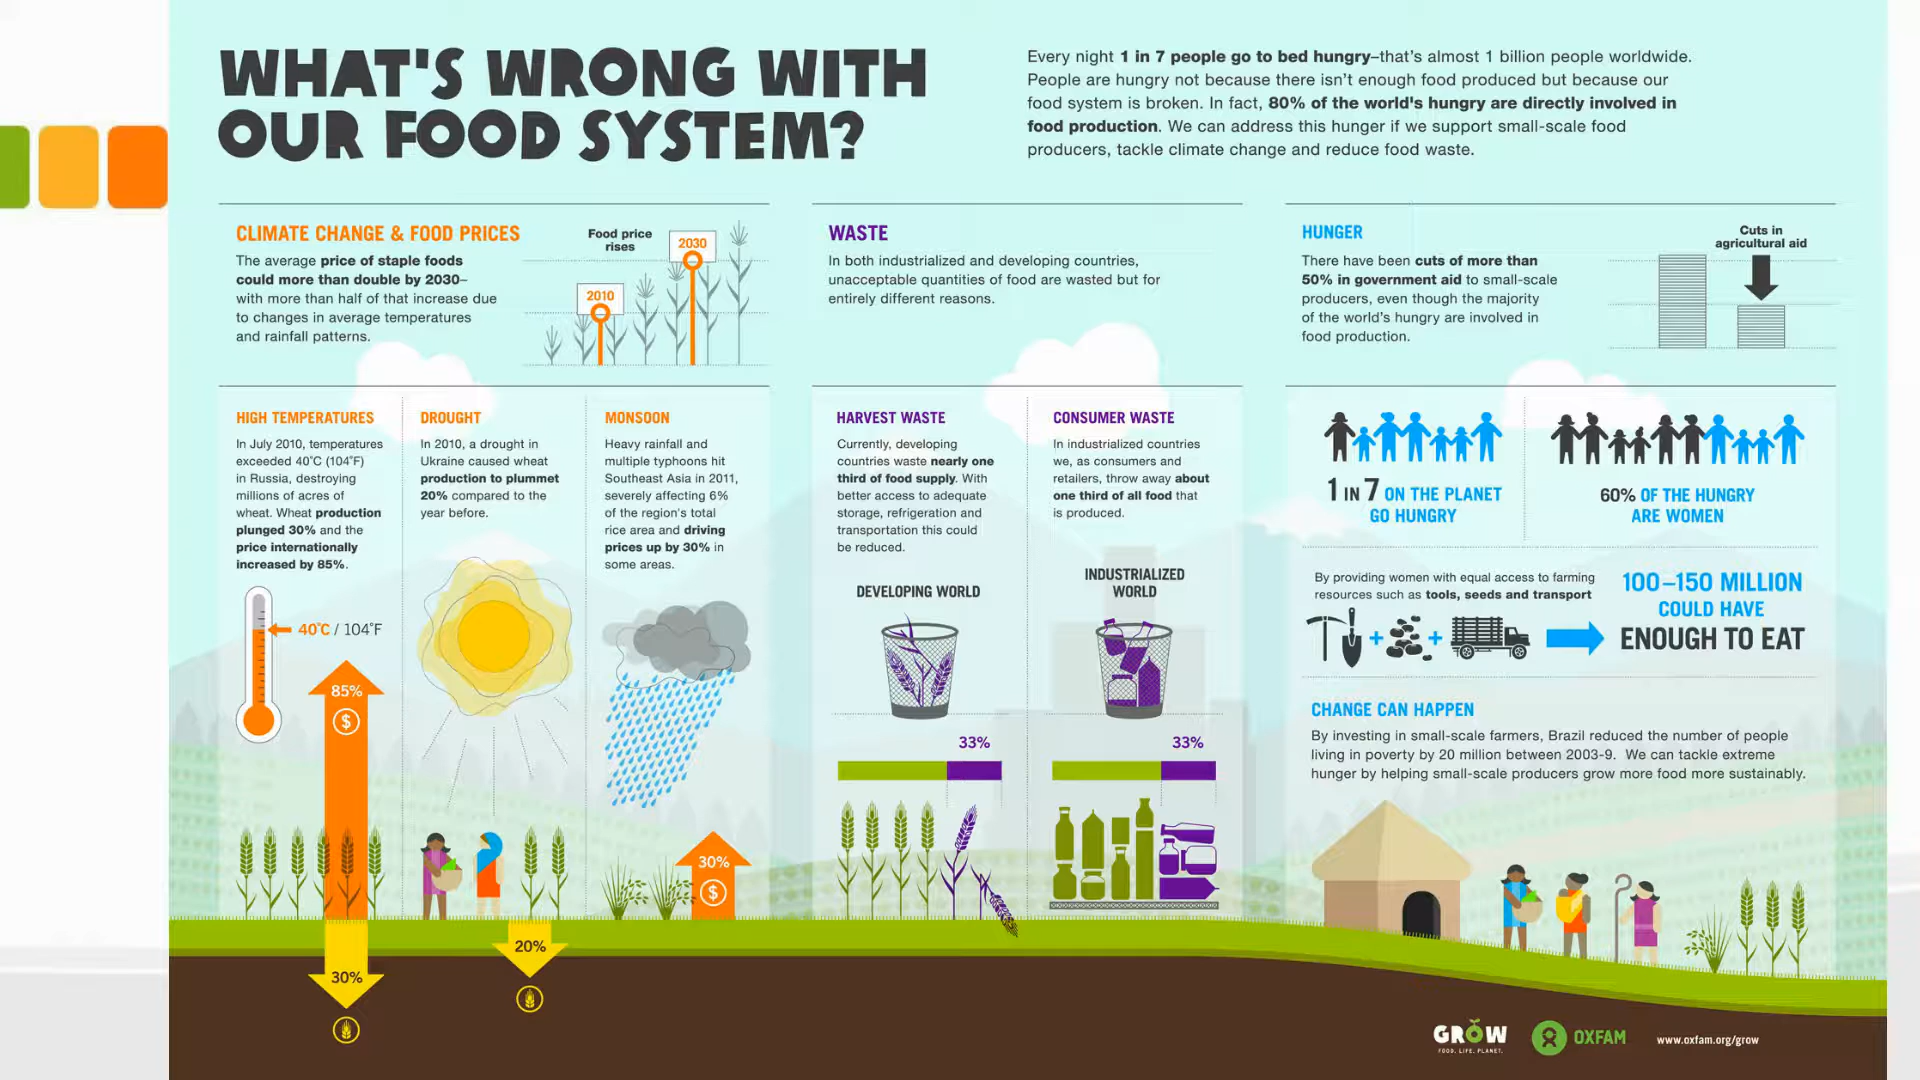 WHAT'S WRONG WITH
OUR FOOD SYSTEM?
Every night 1 in 7 people go to bed hungry–that's almost 1 billion people worldwide.
People are hungry not because there isn't enough food produced but because our
food system is broken. In fact, 80% of the world's hungry are directly involved in
food production. We can address this hunger if we support small-scale food
producers, tackle climate change and reduce food waste.
CLIMATE CHANGE & FOOD PRICES
The average price of staple foods
could more than double by 2030–
with more than half of that increase due
to changes in average temperatures
and rainfall patterns.
Food price
rises
2030
2010
HIGH TEMPERATURES
In July 2010, temperatures
exceeded 40°C (104°F)
in Russia, destroying
millions of acres of
wheat. Wheat production
plunged 30% and the
price internationally
increased by 85%.
40°C / 104°F
85%
$
30%
DROUGHT
In 2010, a drought in
Ukraine caused wheat
production to plummet
20% compared to the
year before.
20%
MONSOON
Heavy rainfall and
multiple typhoons hit
Southeast Asia in 2011,
severely affecting 6%
of the region's total
rice area and driving
prices up by 30% in
some areas.
30%
$
WASTE
In both industrialized and developing countries,
unacceptable quantities of food are wasted but for
entirely different reasons.
HARVEST WASTE
Currently, developing
countries waste nearly one
third of food supply. With
better access to adequate
storage, refrigeration and
transportation this could
be reduced.
DEVELOPING WORLD
33%
CONSUMER WASTE
In industrialized countries
we, as consumers and
retailers, throw away about
one third of all food that
is produced.
INDUSTRIALIZED
WORLD
33%
HUNGER
There have been cuts of more than
50% in government aid to small-scale
producers, even though the majority
of the world's hungry are involved in
food production.
Cuts in
agricultural aid
1 IN 7 ON THE PLANET
GO HUNGRY
60% OF THE HUNGRY
ARE WOMEN
By providing women with equal access to farming
resources such as tools, seeds and transport
+ +
100–150 MILLION
COULD HAVE
ENOUGH TO EAT
CHANGE CAN HAPPEN
By investing in small-scale farmers, Brazil reduced the number of people
living in poverty by 20 million between 2003-9. We can tackle extreme
hunger by helping small-scale producers grow more food more sustainably.
GROW
FOOD. LIFE. PLANET.
OXFAM
www.oxfam.org/grow